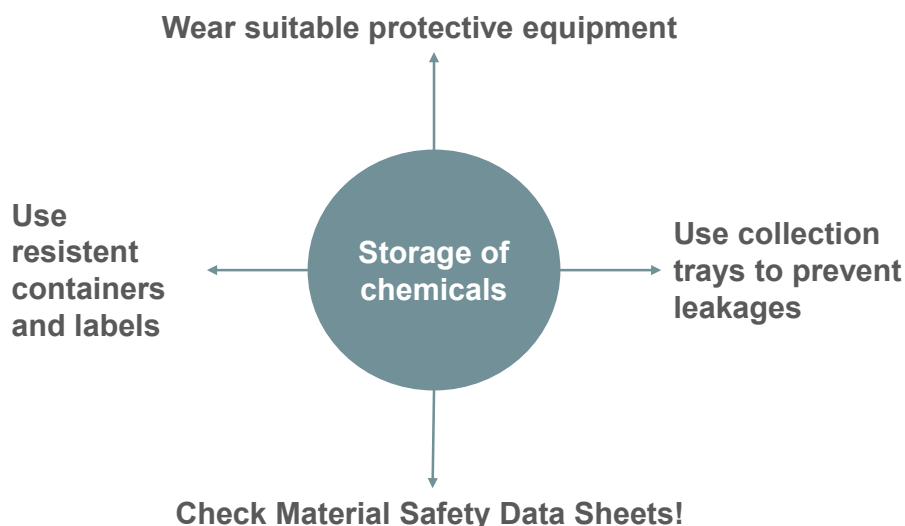 Wear suitable protective equipment
Use
resistent
containers
and labels
Storage of
chemicals
Use collection
trays to prevent
leakages
Check Material Safety Data Sheets!